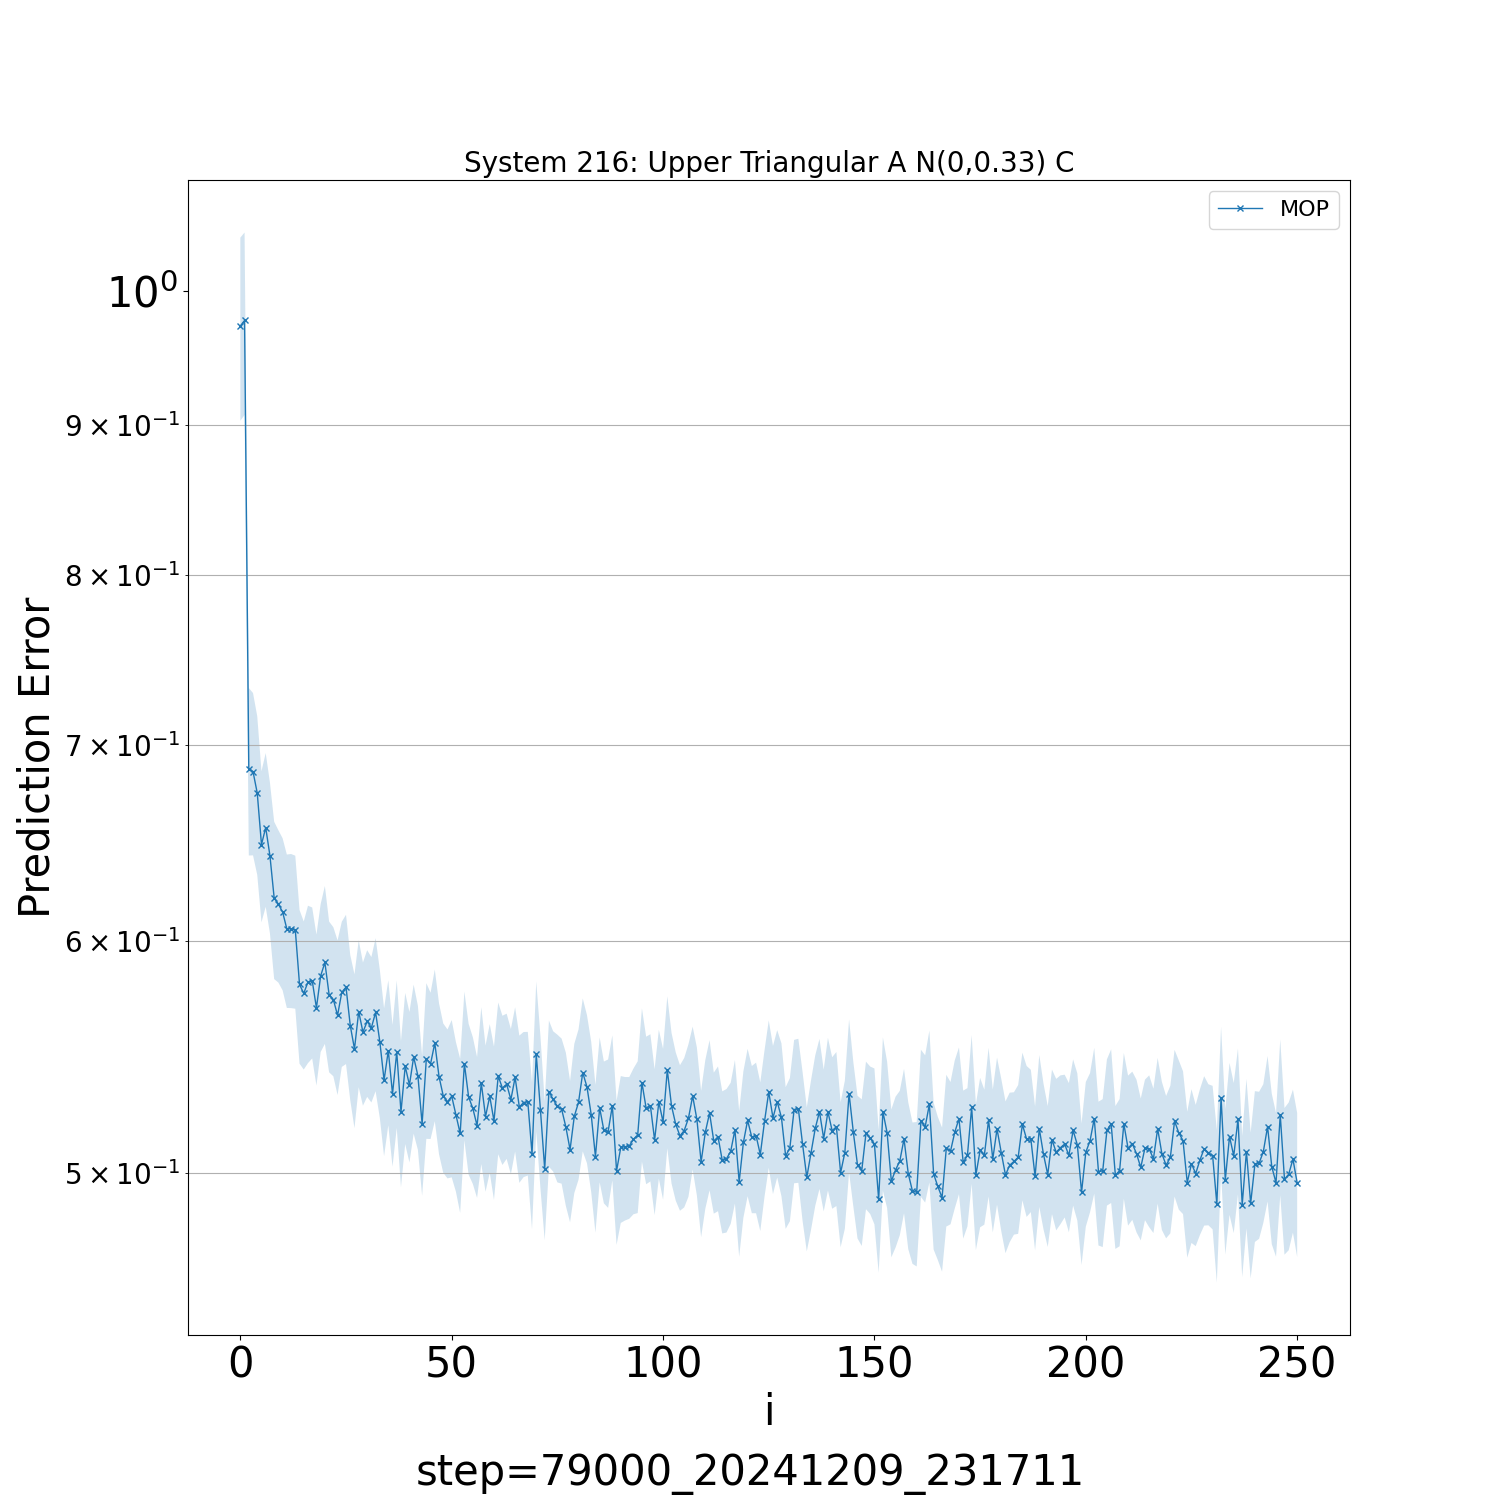 System 216: Upper Triangular A N(0,0.33) C
MOP
10⁰
9 × 10⁻¹
8 × 10⁻¹
7 × 10⁻¹
6 × 10⁻¹
5 × 10⁻¹
Prediction Error
0 50 100 150 200 250
i
step=79000_20241209_231711